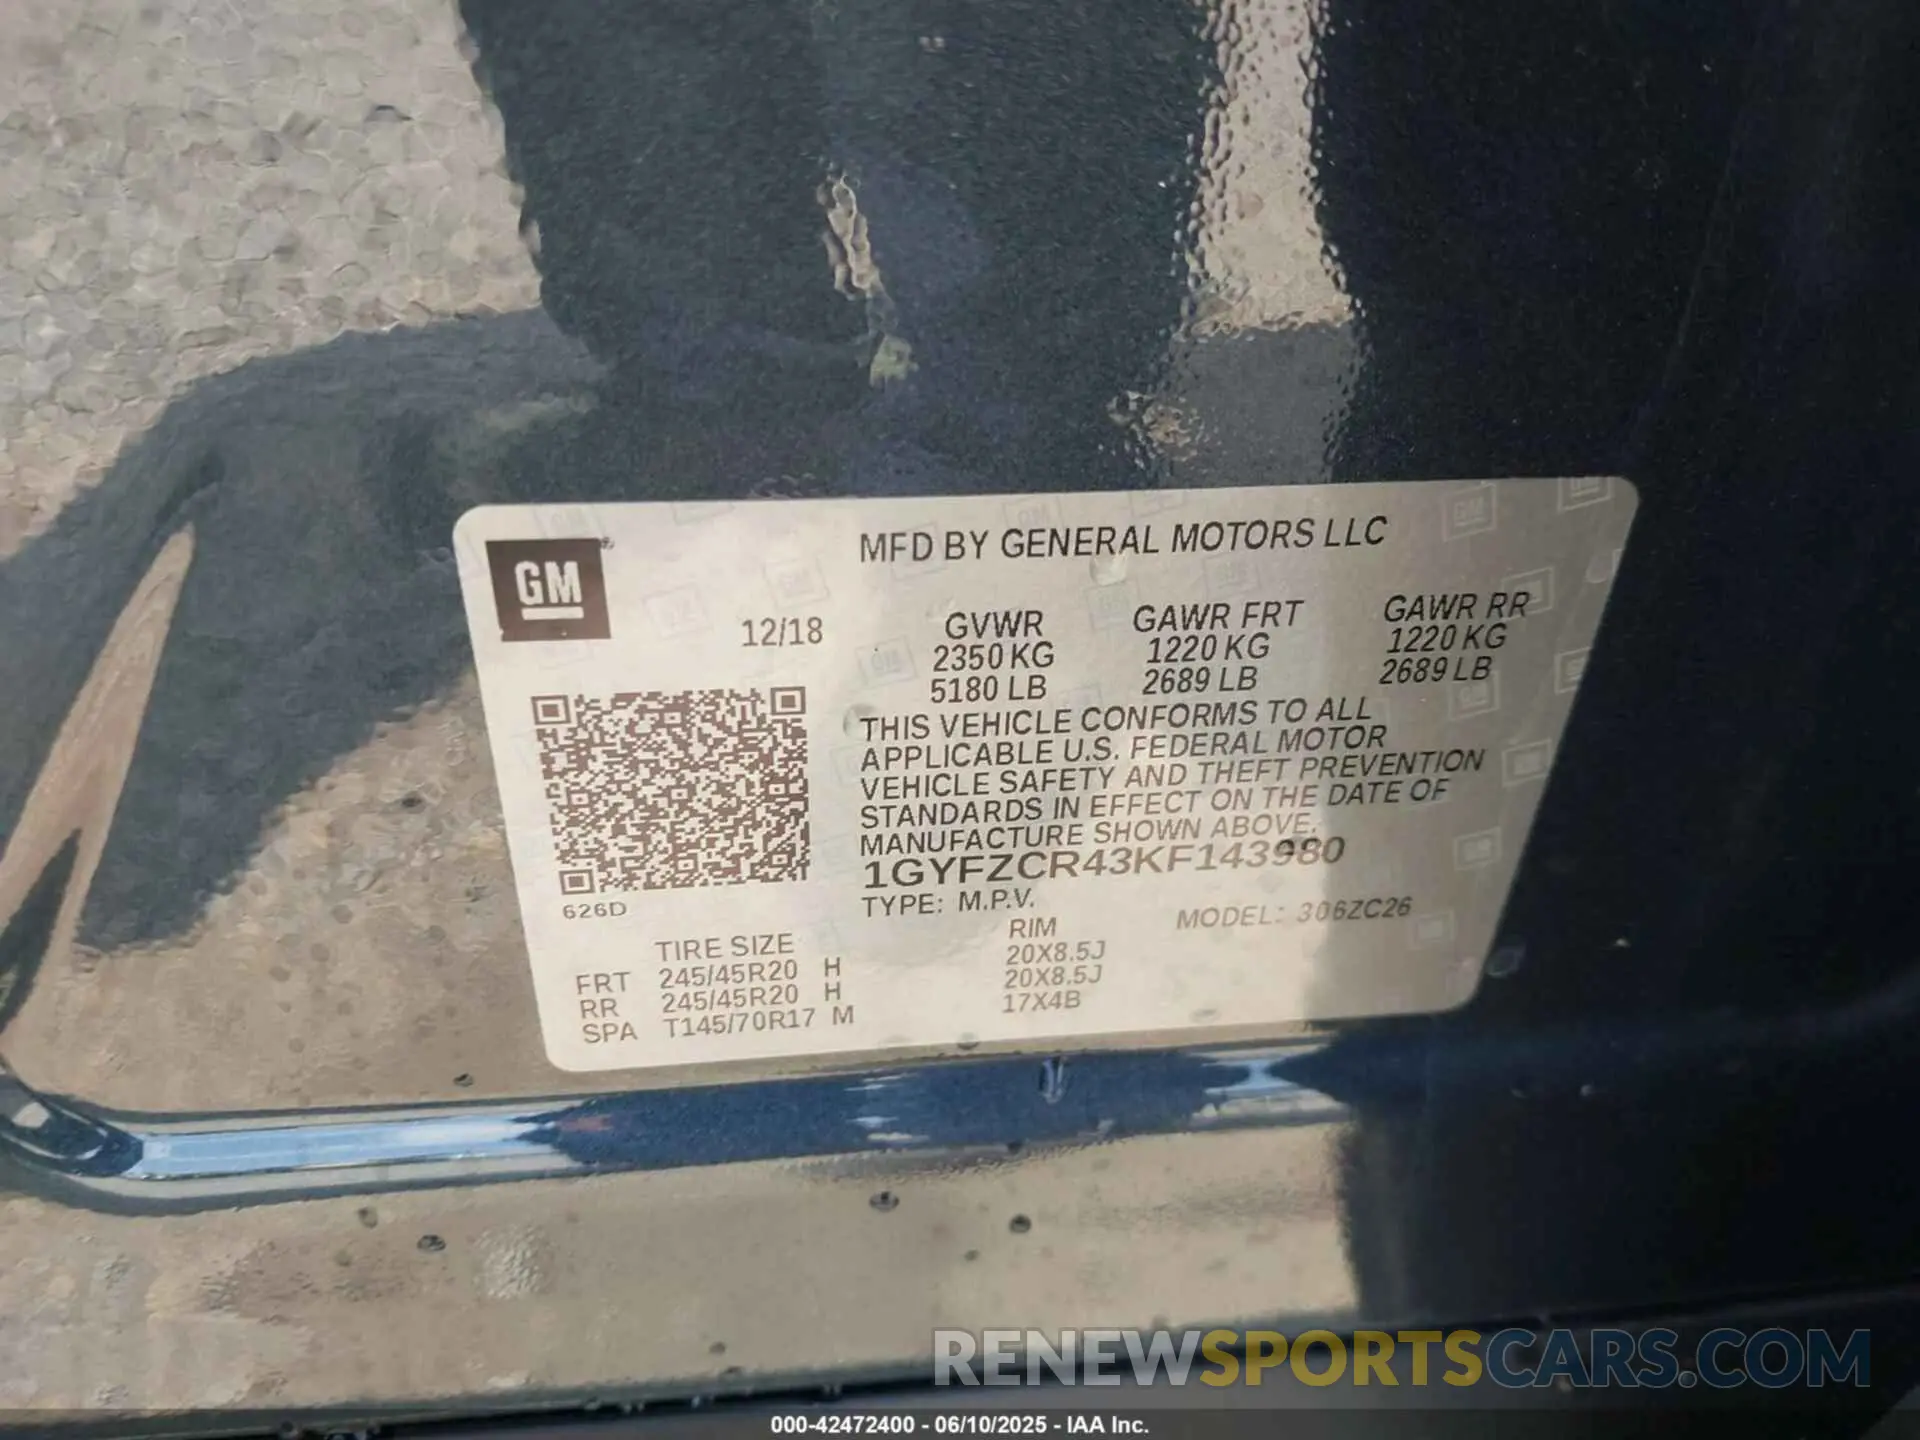 GM®
MFD BY GENERAL MOTORS LLC
12/18
GVWR GAWR FRT GAWR RR
2350 KG 1220 KG 1220 KG
5180 LB 2689 LB 2689 LB
THIS VEHICLE CONFORMS TO ALL
APPLICABLE U.S. FEDERAL MOTOR
VEHICLE SAFETY AND THEFT PREVENTION
STANDARDS IN EFFECT ON THE DATE OF
MANUFACTURE SHOWN ABOVE.
1GYFZCR43KF143980
626D
TYPE: M.P.V. MODEL: 306ZC26
TIRE SIZE RIM
FRT 245/45R20 H 20X8.5J
RR 245/45R20 H 20X8.5J
SPA T145/70R17 M 17X4B
RENEWSPORTSCARS.COM
000-42472400 - 06/10/2025 - IAA Inc.